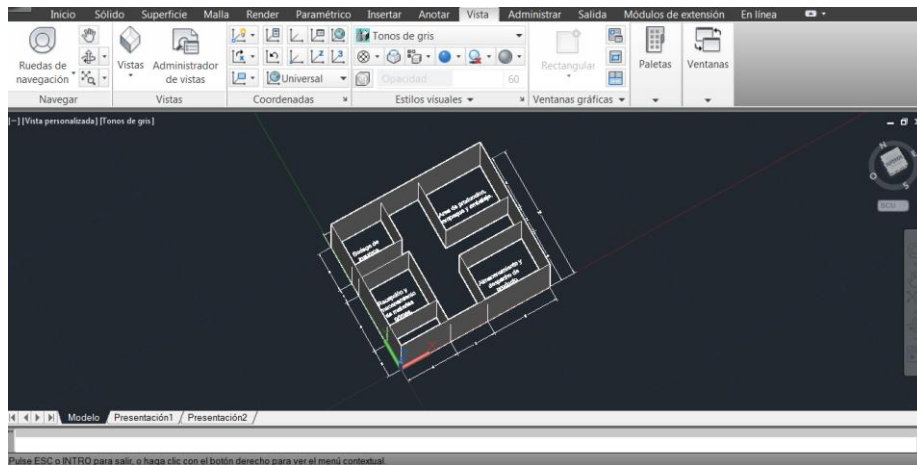 Inicio Sólido Superficie Malla Render Paramétrico Insertar Anotar Vista Administrar Salida Módulos de extensión En línea
Tonos de gris
Ruedas de
navegación
Vistas
Administrador
de vistas
Universal
Opacidad 60
Rectangular
Paletas
Ventanas
Navegar Vistas Coordenadas Estilos visuales Ventanas gráficas
[−] [Vista personalizada] [Tonos de gris]
N
O
S
Area de produccion,
empaque y embalaje.
Bodega de
Almacenamiento y
despacho de
producto
Recepción y
almacenamiento
de materias
primas
Modelo Presentación1 Presentación2
Pulse ESC o INTRO para salir, o haga clic con el botón derecho para ver el menú contextual.